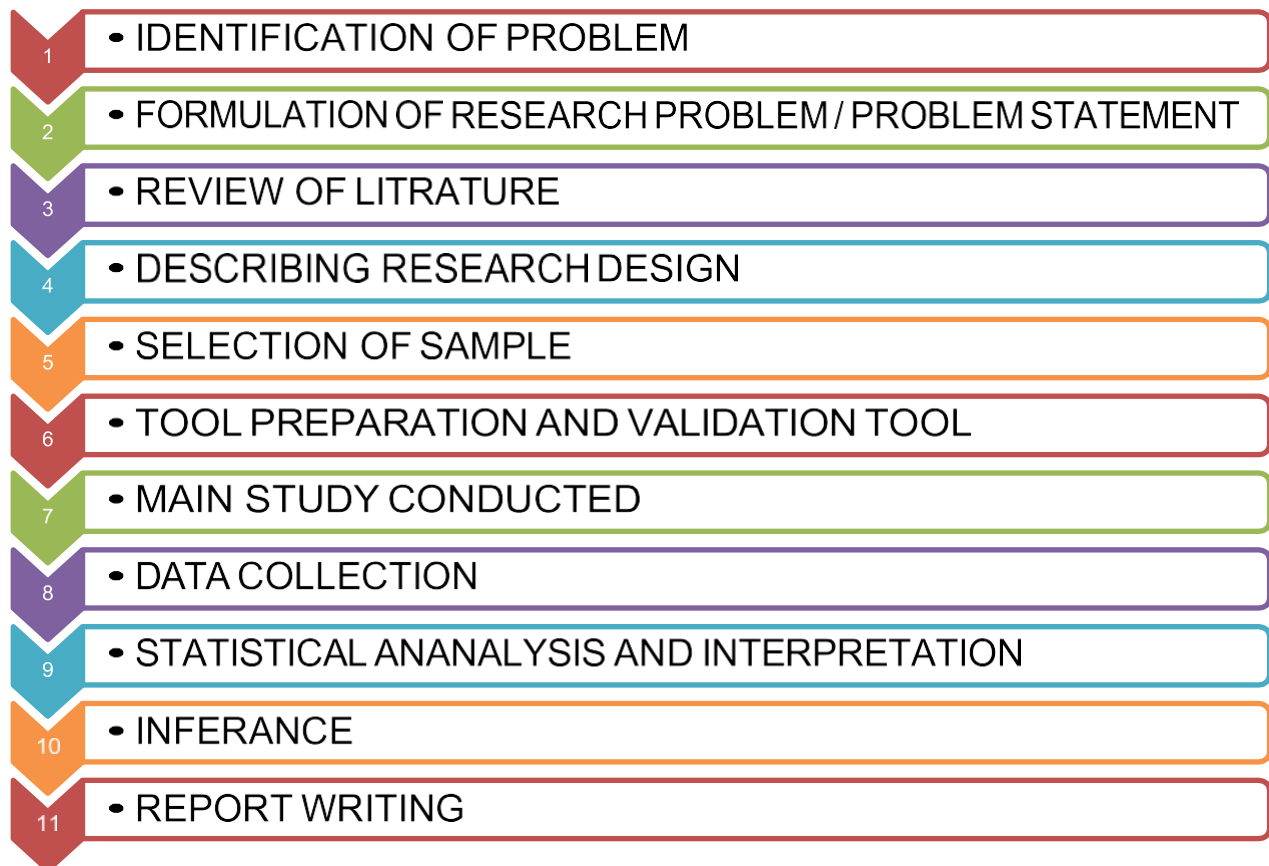 1 • IDENTIFICATION OF PROBLEM
2 • FORMULATION OF RESEARCH PROBLEM / PROBLEM STATEMENT
3 • REVIEW OF LITRATURE
4 • DESCRIBING RESEARCH DESIGN
5 • SELECTION OF SAMPLE
6 • TOOL PREPARATION AND VALIDATION TOOL
7 • MAIN STUDY CONDUCTED
8 • DATA COLLECTION
9 • STATISTICAL ANANALYSIS AND INTERPRETATION
10 • INFERANCE
11 • REPORT WRITING